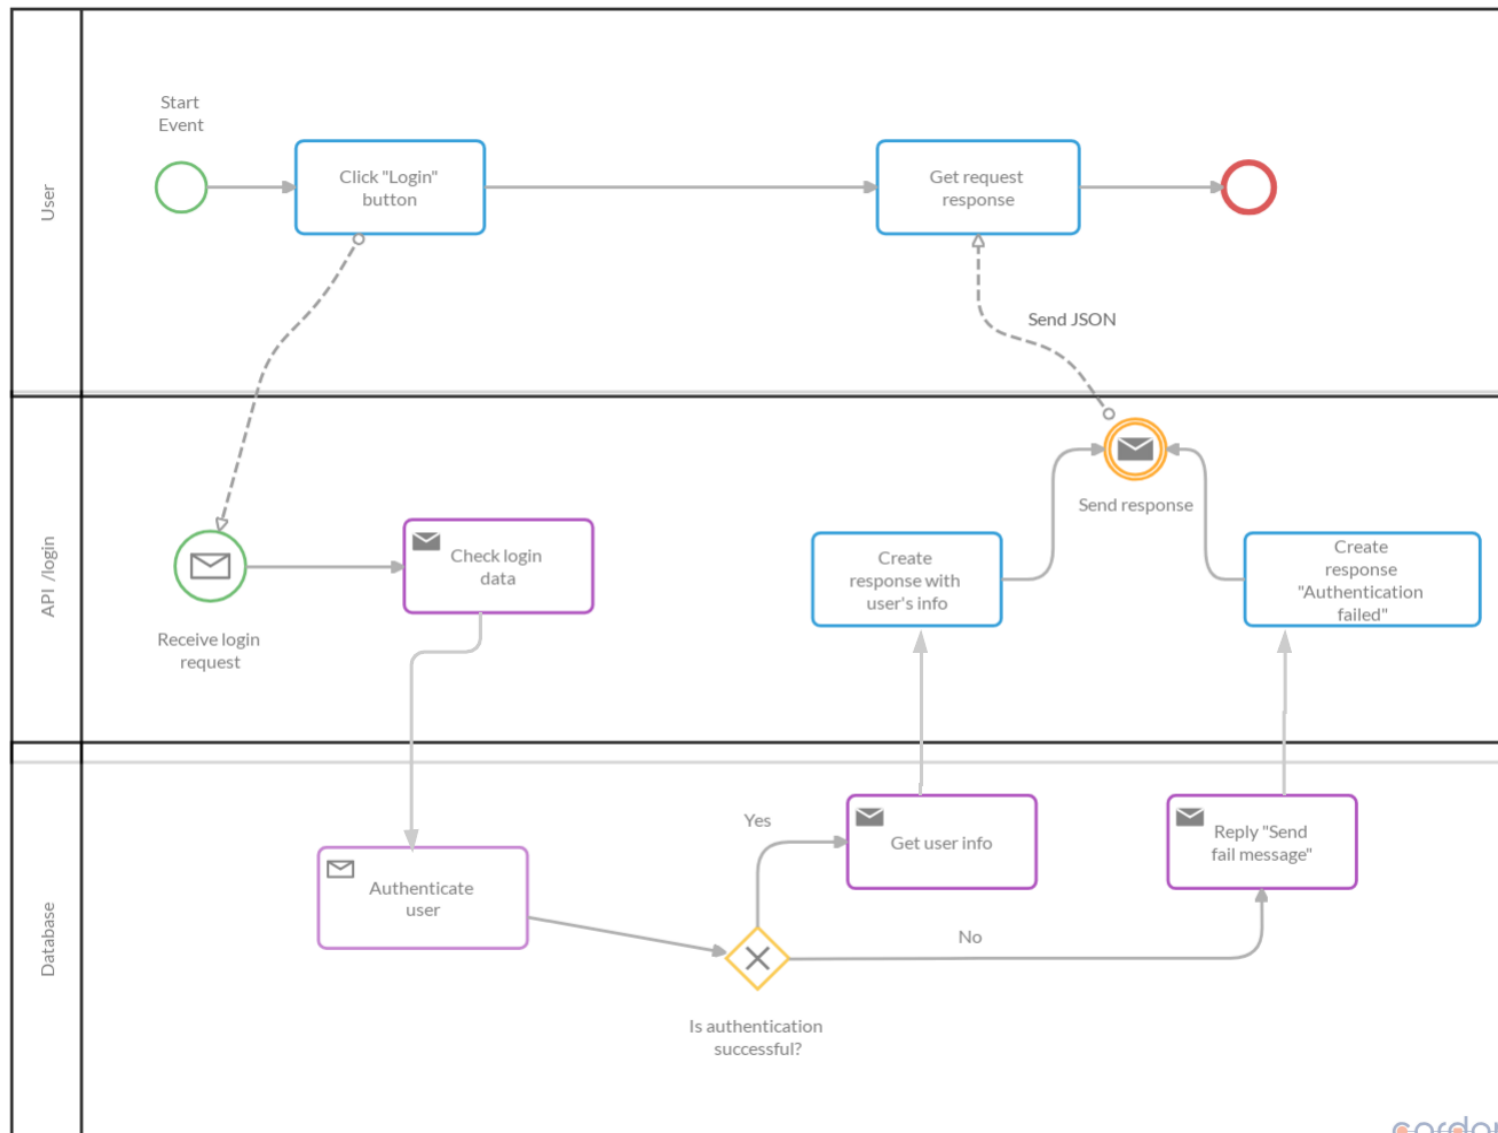 Start
Event
User
Click "Login"
button
Get request
response
Send JSON
API /login
Receive login
request
Check login
data
Send response
Create
response with
user's info
Create
response
"Authentication
failed"
Database
Authenticate
user
Yes
No
Is authentication
successful?
Get user info
Reply "Send
fail message"